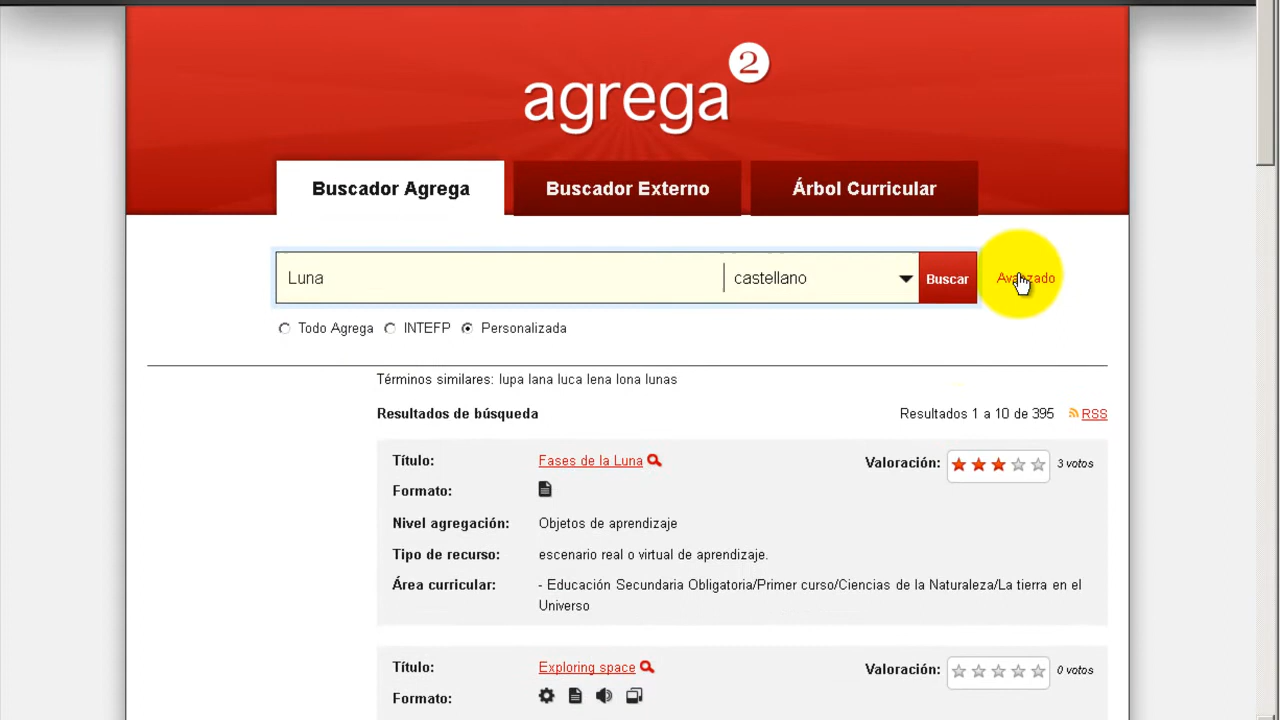 agrega 2
Buscador Agrega Buscador Externo Árbol Curricular
Luna castellano Buscar Avanzado
Todo Agrega INTEFP Personalizada
Términos similares: lupa lana luca lena lona lunas
Resultados de búsqueda Resultados 1 a 10 de 395 RSS
Título: Fases de la Luna Valoración: 3 votos
Formato:
Nivel agregación: Objetos de aprendizaje
Tipo de recurso: escenario real o virtual de aprendizaje.
Área curricular: - Educación Secundaria Obligatoria/Primer curso/Ciencias de la Naturaleza/La tierra en el
Universo
Título: Exploring space Valoración: 0 votos
Formato: